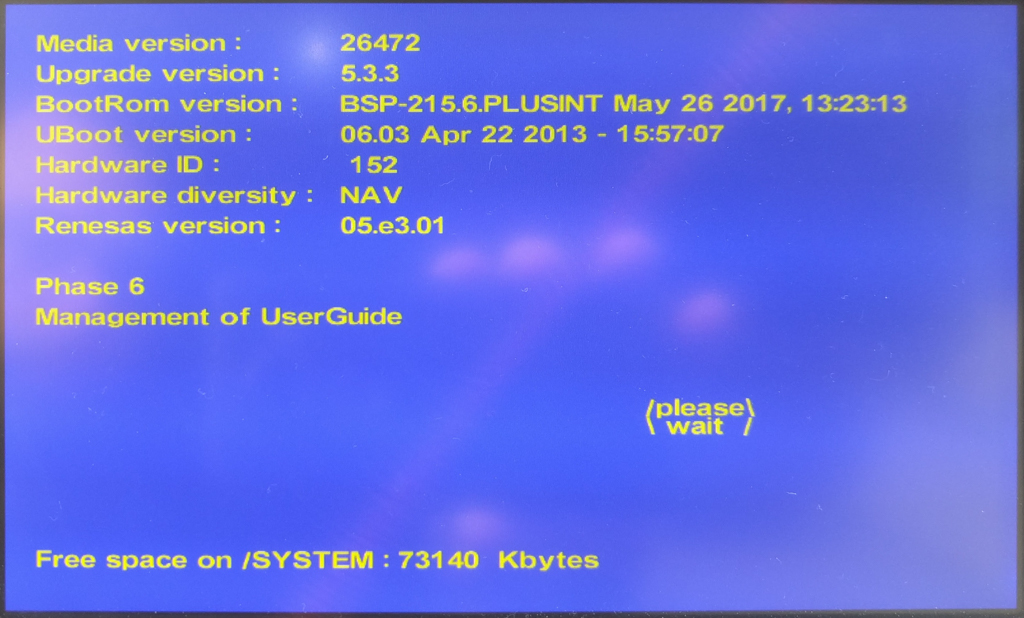 Media version : 26472
Upgrade version : 5.3.3
BootRom version : BSP-215.6.PLUSINT May 26 2017, 13:23:13
UBoot version : 06.03 Apr 22 2013 - 15:57:07
Hardware ID : 152
Hardware diversity : NAV
Renesas version : 05.e3.01
Phase 6
Management of UserGuide
/please\
\ wait /
Free space on /SYSTEM : 73140 Kbytes